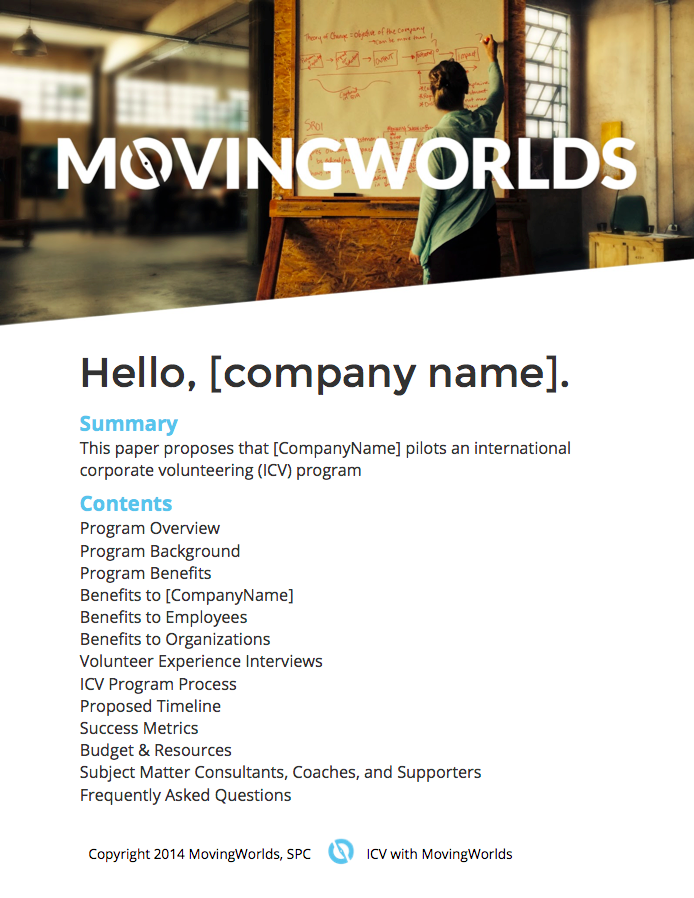 Theory of Change = Objective of the Company
MOVINGWORLDS
Hello, [company name].
Summary
This paper proposes that [CompanyName] pilots an international
corporate volunteering (ICV) program
Contents
Program Overview
Program Background
Program Benefits
Benefits to [CompanyName]
Benefits to Employees
Benefits to Organizations
Volunteer Experience Interviews
ICV Program Process
Proposed Timeline
Success Metrics
Budget & Resources
Subject Matter Consultants, Coaches, and Supporters
Frequently Asked Questions
Copyright 2014 MovingWorlds, SPC ICV with MovingWorlds